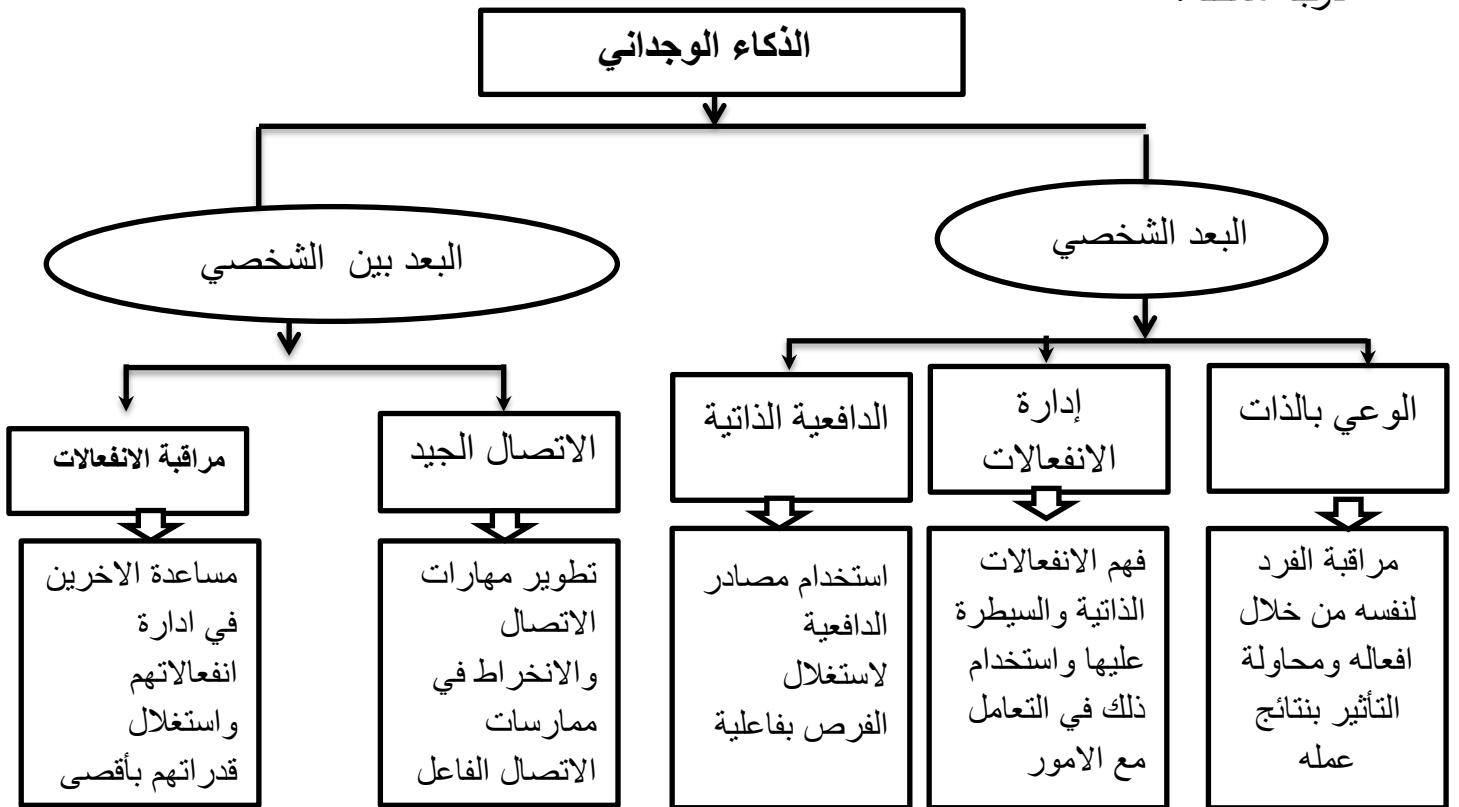 الذكاء الوجداني
البعد الشخصي
البعد بين الشخصي
الوعي بالذات
إدارة
الانفعالات
الدافعية الذاتية
الاتصال الجيد
مراقبة الانفعالات
مراقبة الفرد
لنفسه من خلال
افعاله ومحاولة
التأثير بنتائج
عمله
فهم الانفعالات
الذاتية والسيطرة
عليها واستخدام
ذلك في التعامل
مع الامور
استخدام مصادر
الدافعية
لاستغلال
الفرص بفاعلية
تطوير مهارات
الاتصال
والانخراط في
ممارسات
الاتصال الفاعل
مساعدة الاخرين
في ادارة
انفعالاتهم
واستغلال
قدراتهم بأقصى